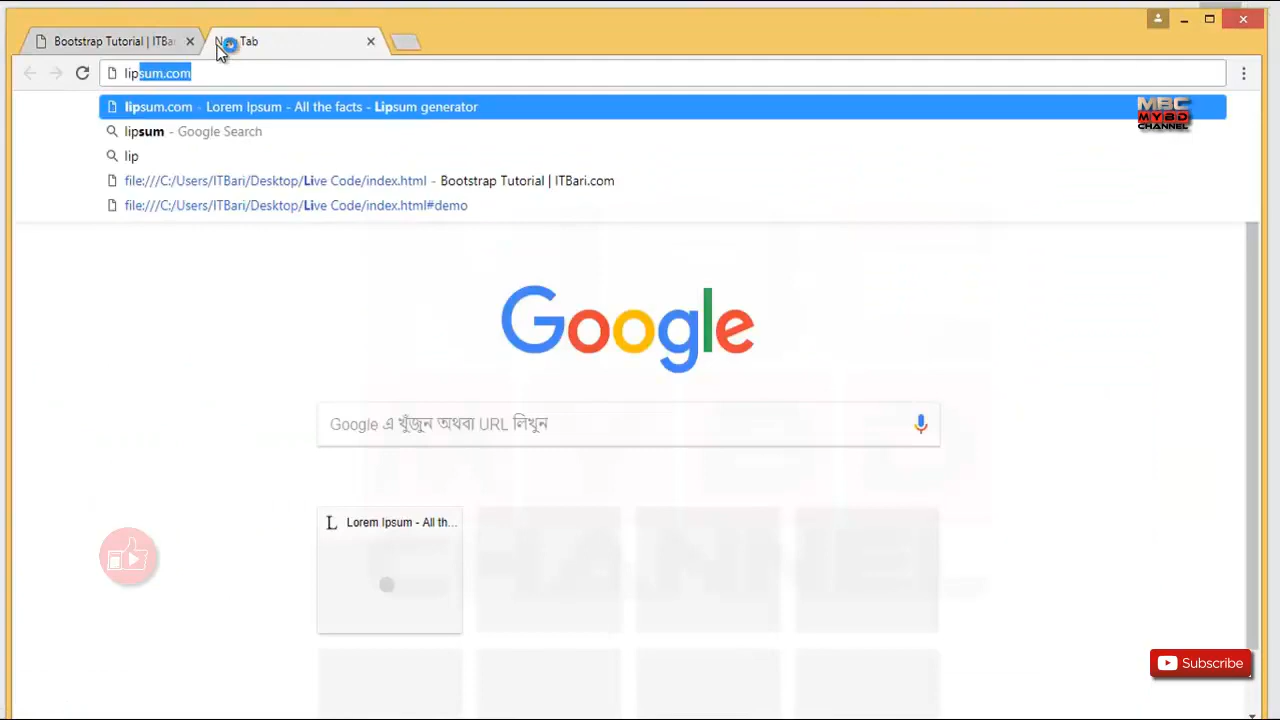 Bootstrap Tutorial | ITBa
New Tab
lipsum.com
lipsum.com - Lorem Ipsum - All the facts - Lipsum generator
lipsum - Google Search
lip
file:///C:/Users/ITBari/Desktop/Live Code/index.html - Bootstrap Tutorial | ITBari.com
file:///C:/Users/ITBari/Desktop/Live Code/index.html#demo
MBC
MYBD
CHANNEL
Google
Google এ খুঁজুন অথবা URL লিখুন
MYBD
CHANNEL
L Lorem Ipsum - All th...
Subscribe